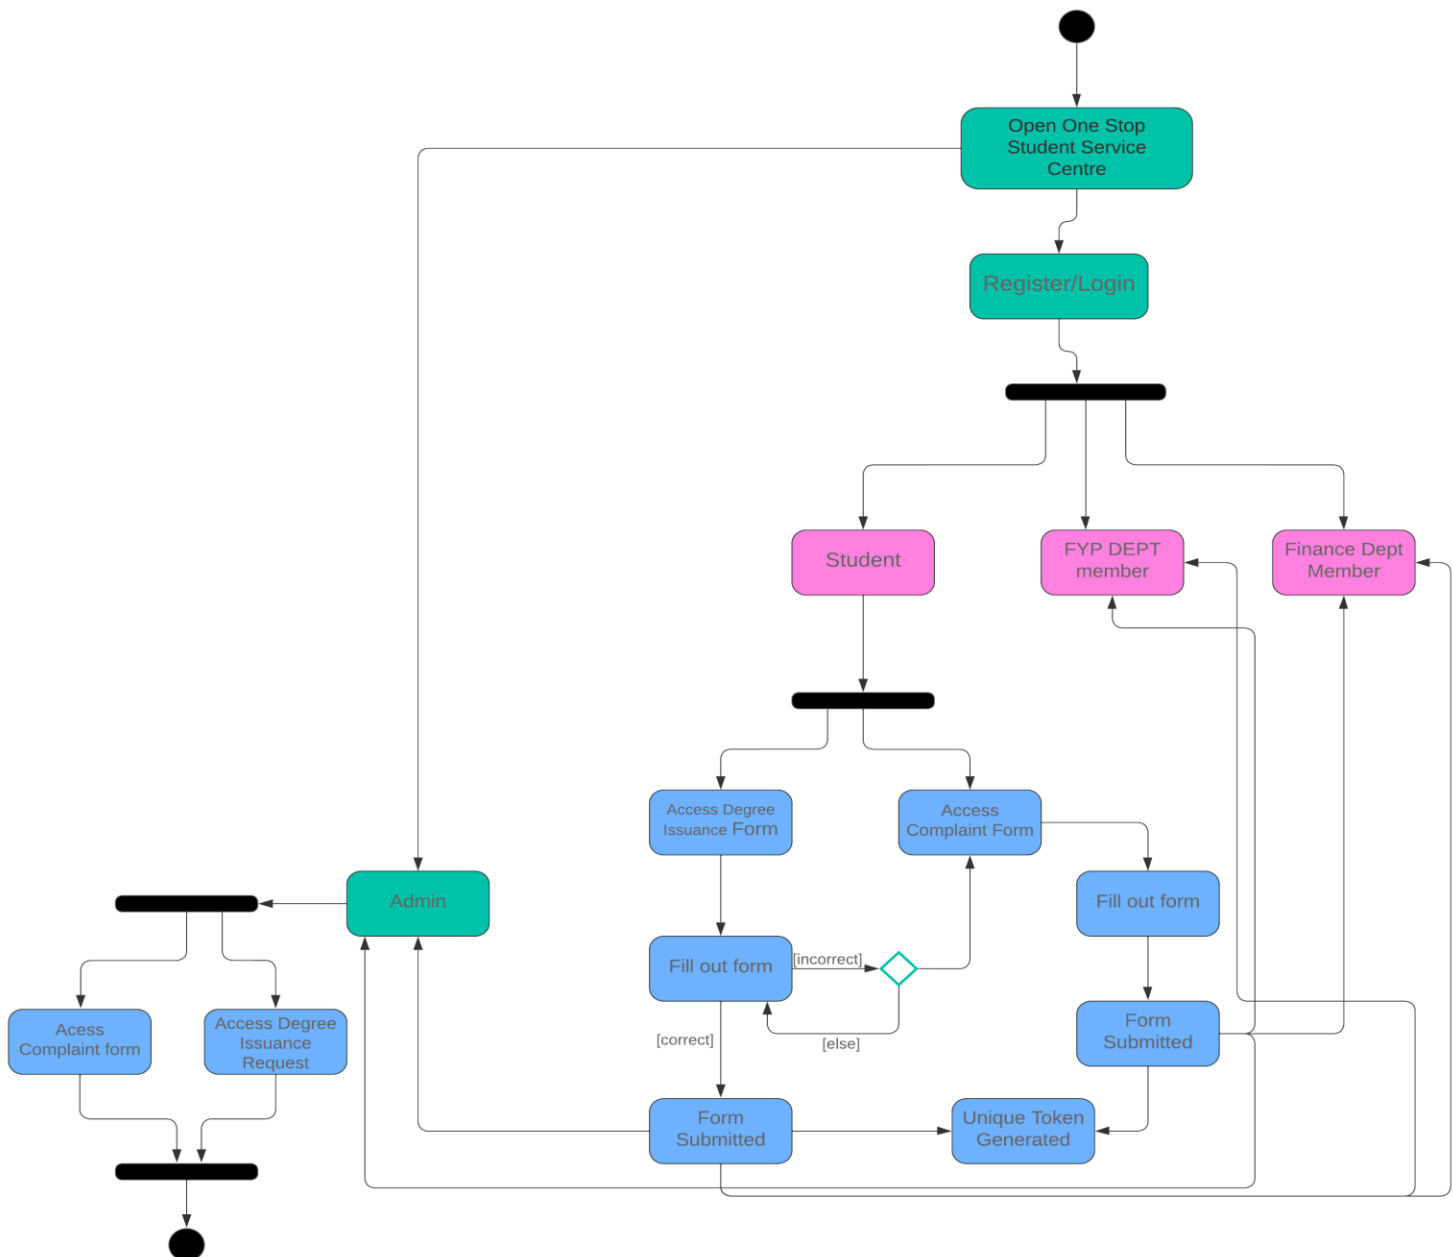 Open One Stop
Student Service
Centre
Register/Login
Student
FYP DEPT
member
Finance Dept
Member
Access Degree
Issuance Form
Access
Complaint Form
Fill out form
Admin
Fill out form
[incorrect]
[correct]
[else]
Form
Submitted
Acess
Complaint form
Access Degree
Issuance
Request
Form
Submitted
Unique Token
Generated